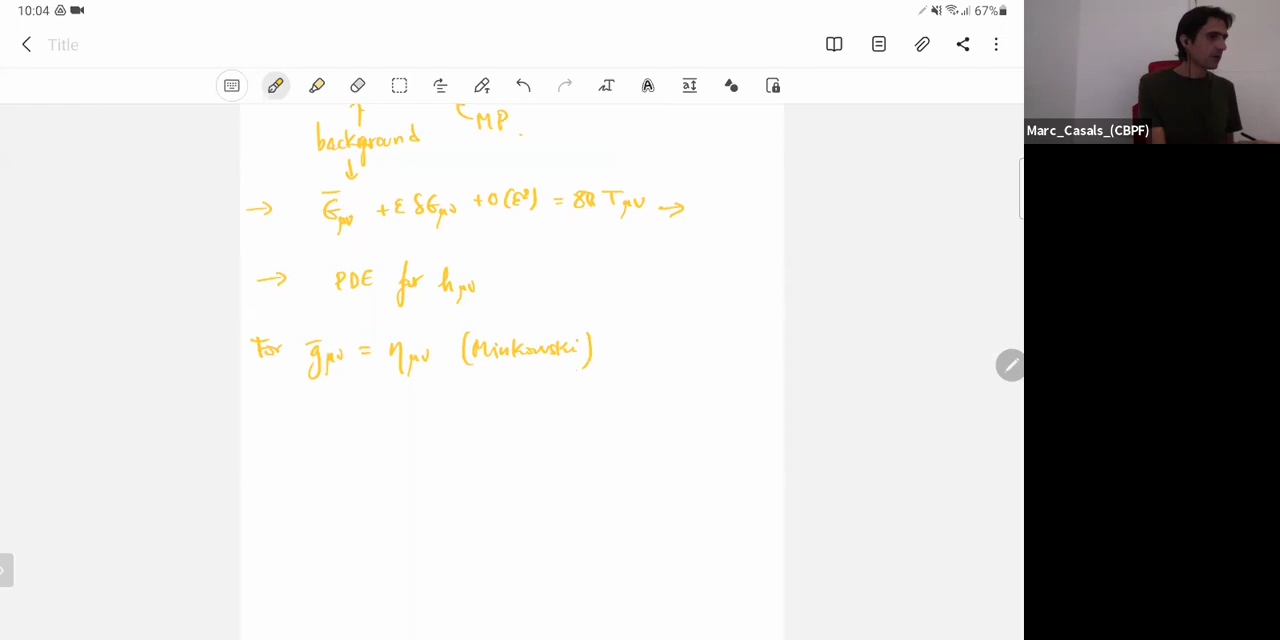 10:04 67%
Title
MP.
background
→ Ḡμν + ε δGμν + O(ε²) = 8π Tμν →
→ PDE for hμν
For ḡμν = ημν (Minkowski)
Marc_Casals_(CBPF)